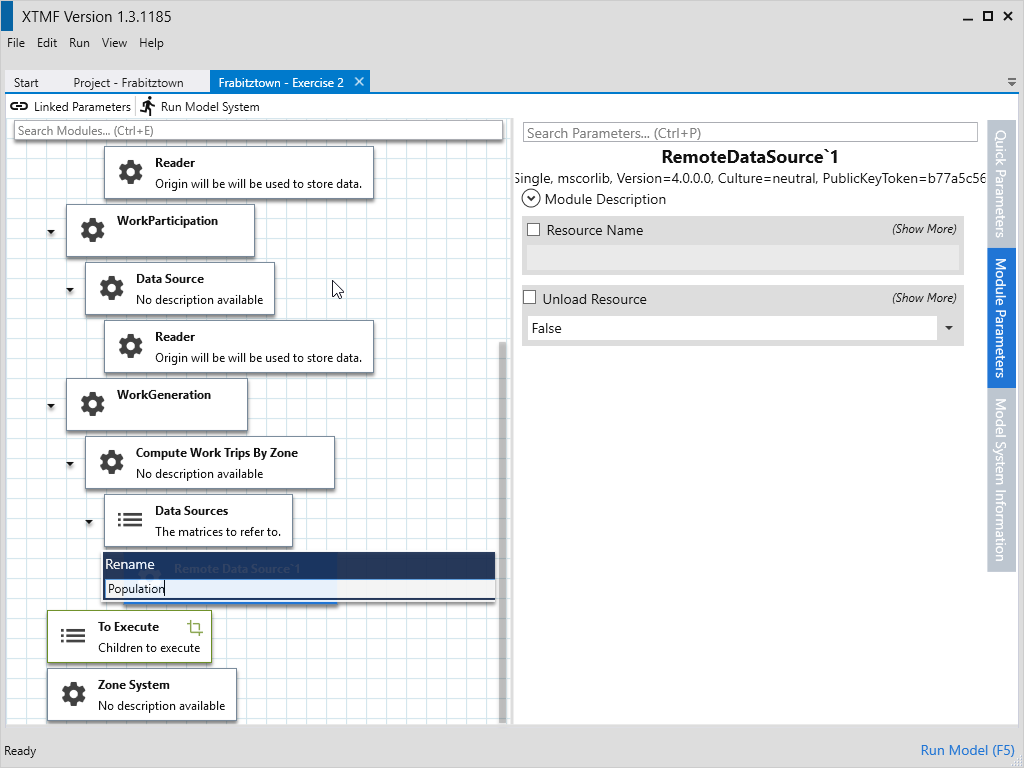 XTMF Version 1.3.1185
File Edit Run View Help
Start Project - Frabitztown Frabitztown - Exercise 2
Linked Parameters Run Model System
Search Modules... (Ctrl+E)
Reader
Origin will be will be used to store data.
WorkParticipation
Data Source
No description available
Reader
Origin will be will be used to store data.
WorkGeneration
Compute Work Trips By Zone
No description available
Data Sources
The matrices to refer to.
Rename
Remote Data Source`1
Population
To Execute
Children to execute
Zone System
No description available
Search Parameters... (Ctrl+P)
RemoteDataSource`1
Single, mscorlib, Version=4.0.0.0, Culture=neutral, PublicKeyToken=b77a5c56
Module Description
Resource Name (Show More)
Unload Resource (Show More)
False
Quick Parameters
Module Parameters
Model System Information
Ready
Run Model (F5)